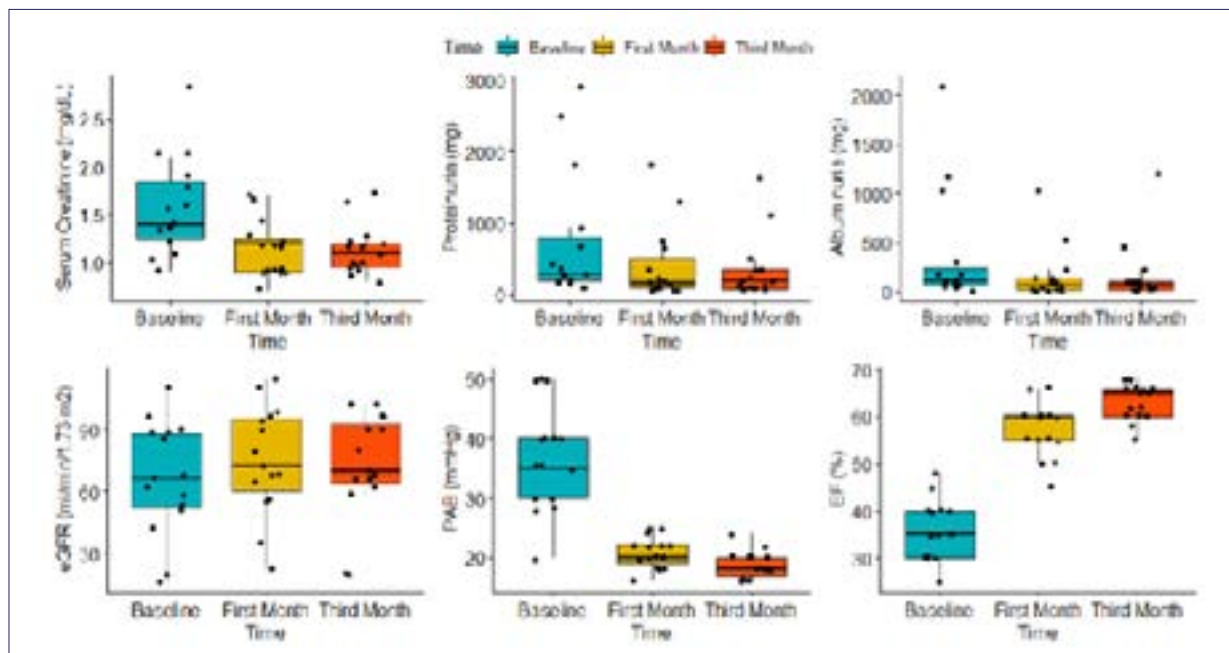 Time Baseline First Month Third Month
Serum Creatinine [mg/dL]
2.5
2.0
1.5
1.0
Baseline First Month Third Month
Time
Proteinuria (mg)
3000
2000
1000
0
Baseline First Month Third Month
Time
Albuminuria (mg)
2000
1500
1000
500
0
Baseline First Month Third Month
Time
eGFR [ml/min/1.73 m2)
90
60
30
Baseline First Month Third Month
Time
PAB [mmHg)
50
40
30
20
Baseline First Month Third Month
Time
EF (%)
70
60
50
40
30
Baseline First Month Third Month
Time